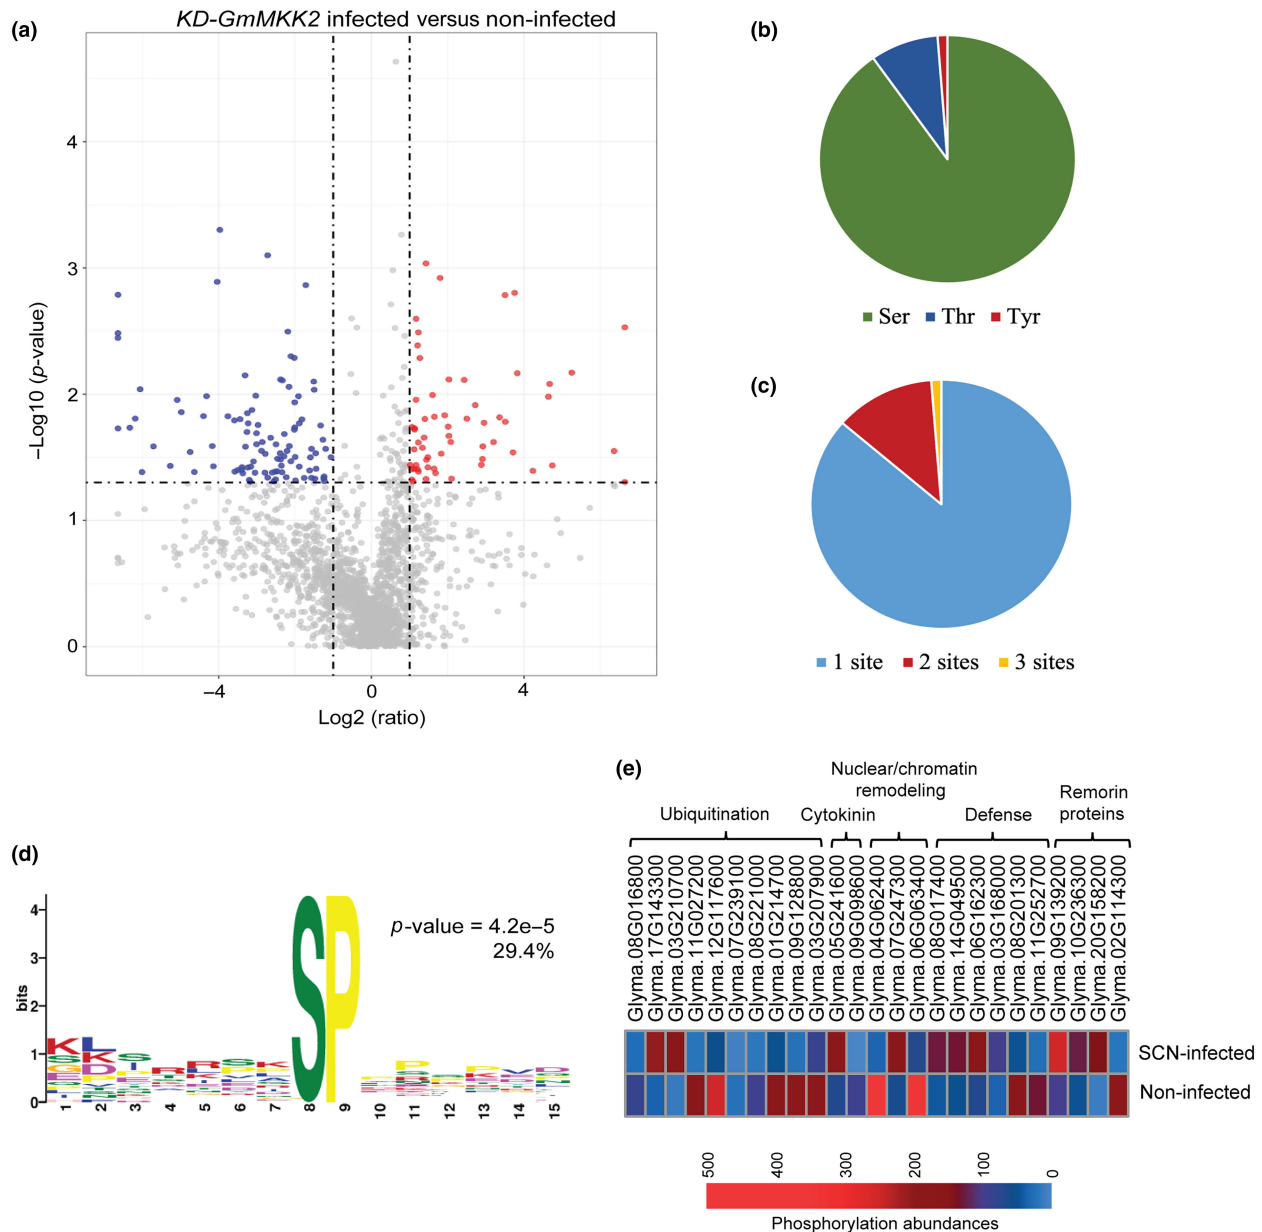 (a)
KD-GmMKK2 infected versus non-infected
4
3
2
1
0
−Log10 (p-value)
−4
0
4
Log2 (ratio)
(b)
Ser
Thr
Tyr
(c)
1 site
2 sites
3 sites
(d)
bits
4
3
2
1
0
SP
p-value = 4.2e−5
29.4%
1 2 3 4 5 6 7 8 9 10 11 12 13 14 15
(e)
Nuclear/chromatin
remodeling
Ubiquitination
Cytokinin
Defense
Remorin
proteins
Glyma.08G016800
Glyma.17G143300
Glyma.03G210700
Glyma.11G027200
Glyma.12G117600
Glyma.07G239100
Glyma.08G221000
Glyma.01G214700
Glyma.09G128800
Glyma.03G207900
Glyma.05G241600
Glyma.09G098600
Glyma.04G062400
Glyma.07G247300
Glyma.06G063400
Glyma.08G017400
Glyma.14G049500
Glyma.06G162300
Glyma.03G168000
Glyma.08G201300
Glyma.11G252700
Glyma.09G139200
Glyma.10G236300
Glyma.20G158200
Glyma.02G114300
SCN-infected
Non-infected
500
400
300
200
100
0
Phosphorylation abundances